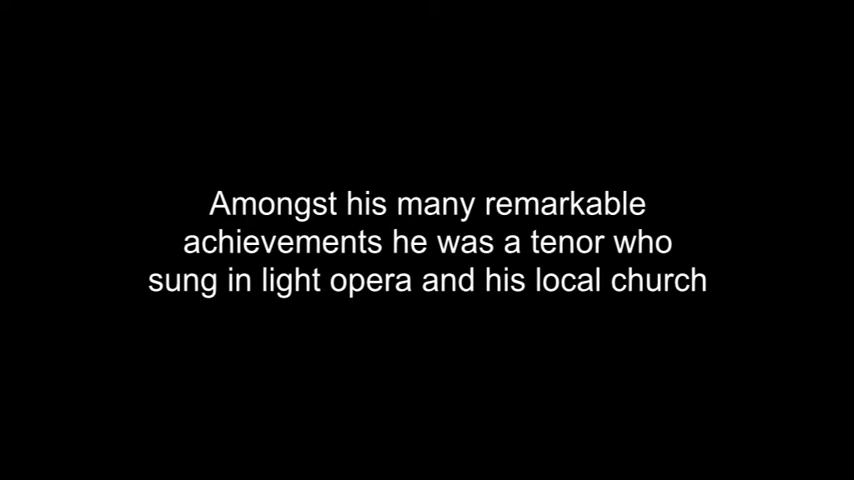 Amongst his many remarkable
achievements he was a tenor who
sung in light opera and his local church